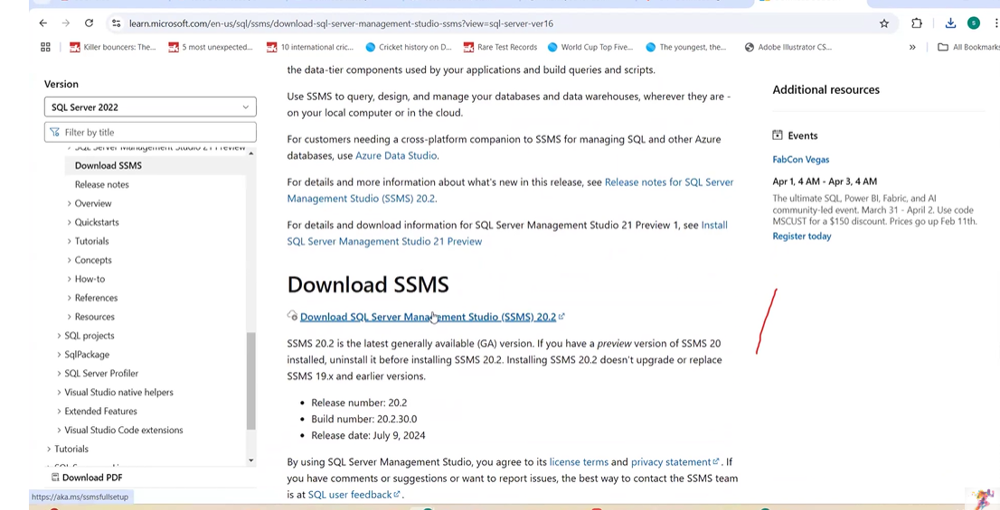 learn.microsoft.com/en-us/sql/ssms/download-sql-server-management-studio-ssms?view=sql-server-ver16
S
Killer bouncers: The...
5 most unexpected...
10 international cric...
Cricket history on D...
Rare Test Records
World Cup Top Five...
The youngest, the...
Adobe Illustrator CS...
»
All Bookmarks
Version
SQL Server 2022
Filter by title
SQL Server Management Studio 21 Preview
Download SSMS
Release notes
Overview
Quickstarts
Tutorials
Concepts
How-to
References
Resources
SQL projects
SqlPackage
SQL Server Profiler
Visual Studio native helpers
Extended Features
Visual Studio Code extensions
Tutorials
Download PDF
https://aka.ms/ssmsfullsetup
the data-tier components used by your applications and build queries and scripts.
Use SSMS to query, design, and manage your databases and data warehouses, wherever they are -
on your local computer or in the cloud.
For customers needing a cross-platform companion to SSMS for managing SQL and other Azure
databases, use Azure Data Studio.
For details and more information about what's new in this release, see Release notes for SQL Server
Management Studio (SSMS) 20.2.
For details and download information for SQL Server Management Studio 21 Preview 1, see Install
SQL Server Management Studio 21 Preview
Download SSMS
Download SQL Server Management Studio (SSMS) 20.2
SSMS 20.2 is the latest generally available (GA) version. If you have a preview version of SSMS 20
installed, uninstall it before installing SSMS 20.2. Installing SSMS 20.2 doesn't upgrade or replace
SSMS 19.x and earlier versions.
• Release number: 20.2
• Build number: 20.2.30.0
• Release date: July 9, 2024
By using SQL Server Management Studio, you agree to its license terms and privacy statement. If
you have comments or suggestions or want to report issues, the best way to contact the SSMS team
is at SQL user feedback.
Additional resources
Events
FabCon Vegas
Apr 1, 4 AM - Apr 3, 4 AM
The ultimate SQL, Power BI, Fabric, and AI
community-led event. March 31 - April 2. Use code
MSCUST for a $150 discount. Prices go up Feb 11th.
Register today